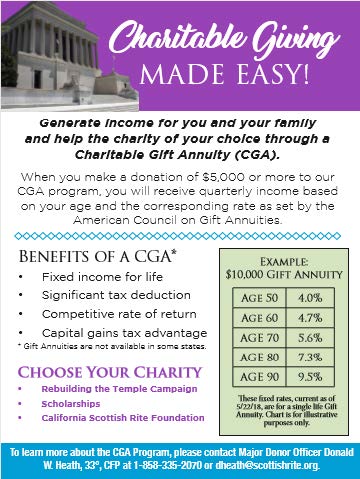 Charitable Giving
MADE EASY!
Generate income for you and your family
and help the charity of your choice through a
Charitable Gift Annuity (CGA).
When you make a donation of $5,000 or more to our
CGA program, you will receive quarterly income based
on your age and the corresponding rate as set by the
American Council on Gift Annuities.
BENEFITS OF A CGA*
• Fixed income for life
• Significant tax deduction
• Competitive rate of return
• Capital gains tax advantage
* Gift Annuities are not available in some states.
CHOOSE YOUR CHARITY
• Rebuilding the Temple Campaign
• Scholarships
• California Scottish Rite Foundation
EXAMPLE:
$10,000 GIFT ANNUITY
AGE 50 4.0%
AGE 60 4.7%
AGE 70 5.6%
AGE 80 7.3%
AGE 90 9.5%
These fixed rates, current as of
5/22/18, are for a single life Gift
Annuity. Chart is for illustrative
purposes only.
To learn more about the CGA Program, please contact Major Donor Officer Donald
W. Heath, 33°, CFP at 1-858-335-2070 or dheath@scottishrite.org.